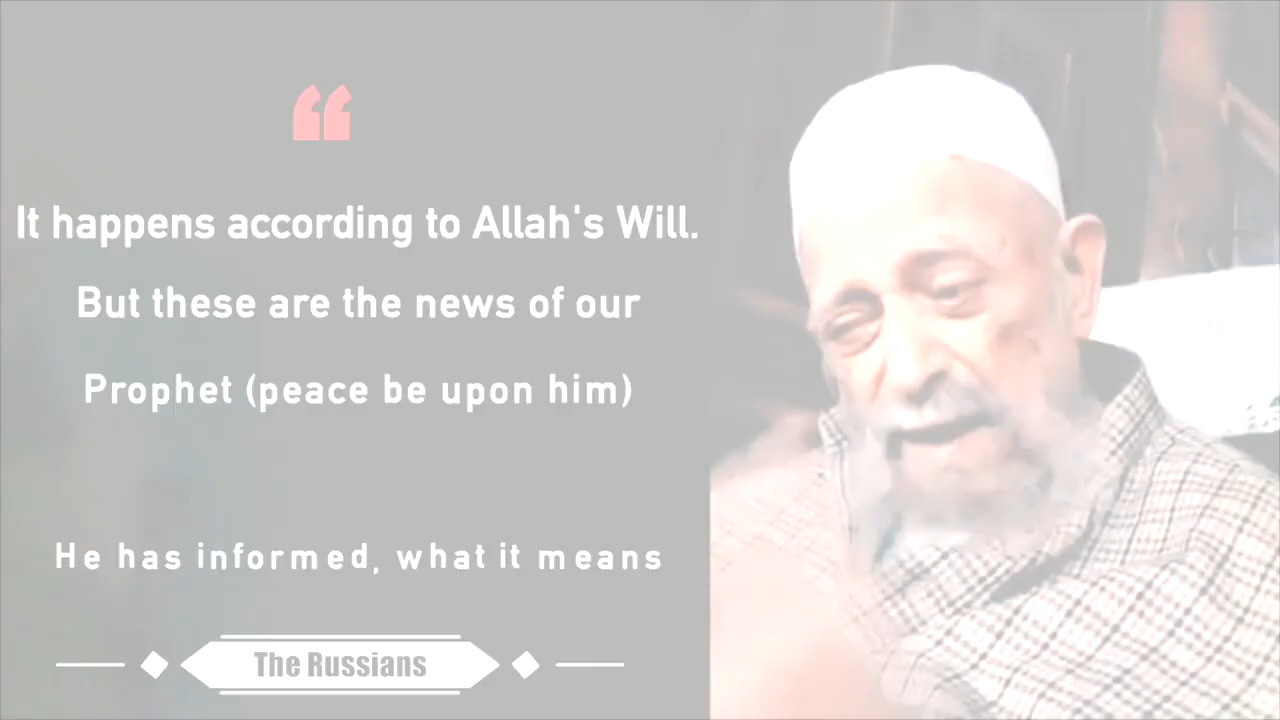 “
It happens according to Allah's Will.
But these are the news of our
Prophet (peace be upon him)
He has informed, what it means
The Russians